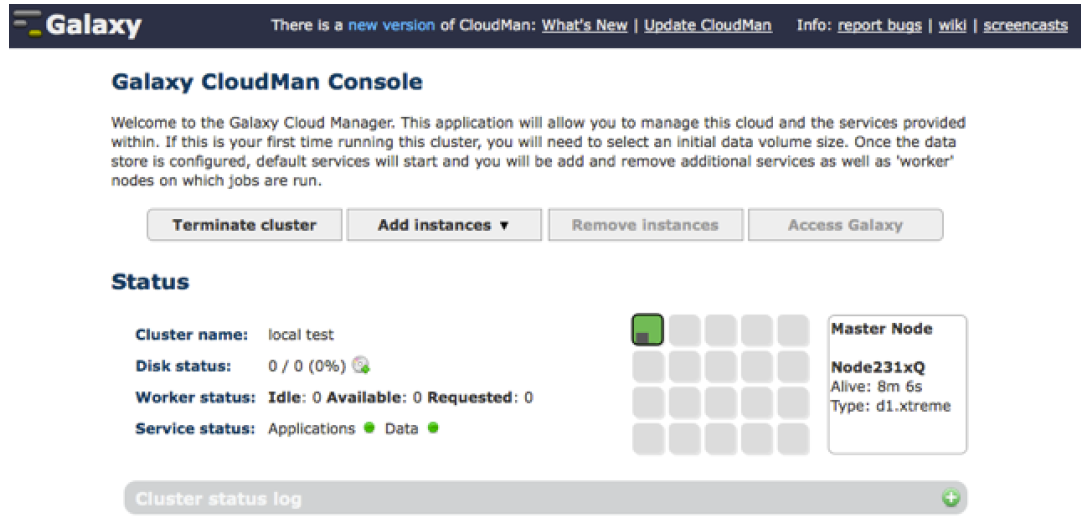 Galaxy There is a new version of CloudMan: What's New | Update CloudMan Info: report bugs | wiki | screencasts
Galaxy CloudMan Console
Welcome to the Galaxy Cloud Manager. This application will allow you to manage this cloud and the services provided
within. If this is your first time running this cluster, you will need to select an initial data volume size. Once the data
store is configured, default services will start and you will be add and remove additional services as well as 'worker'
nodes on which jobs are run.
Terminate cluster Add instances ▼ Remove instances Access Galaxy
Status
Cluster name: local test
Disk status: 0 / 0 (0%)
Worker status: Idle: 0 Available: 0 Requested: 0
Service status: Applications Data
Master Node
Node231xQ
Alive: 8m 6s
Type: d1.xtreme
Cluster status log